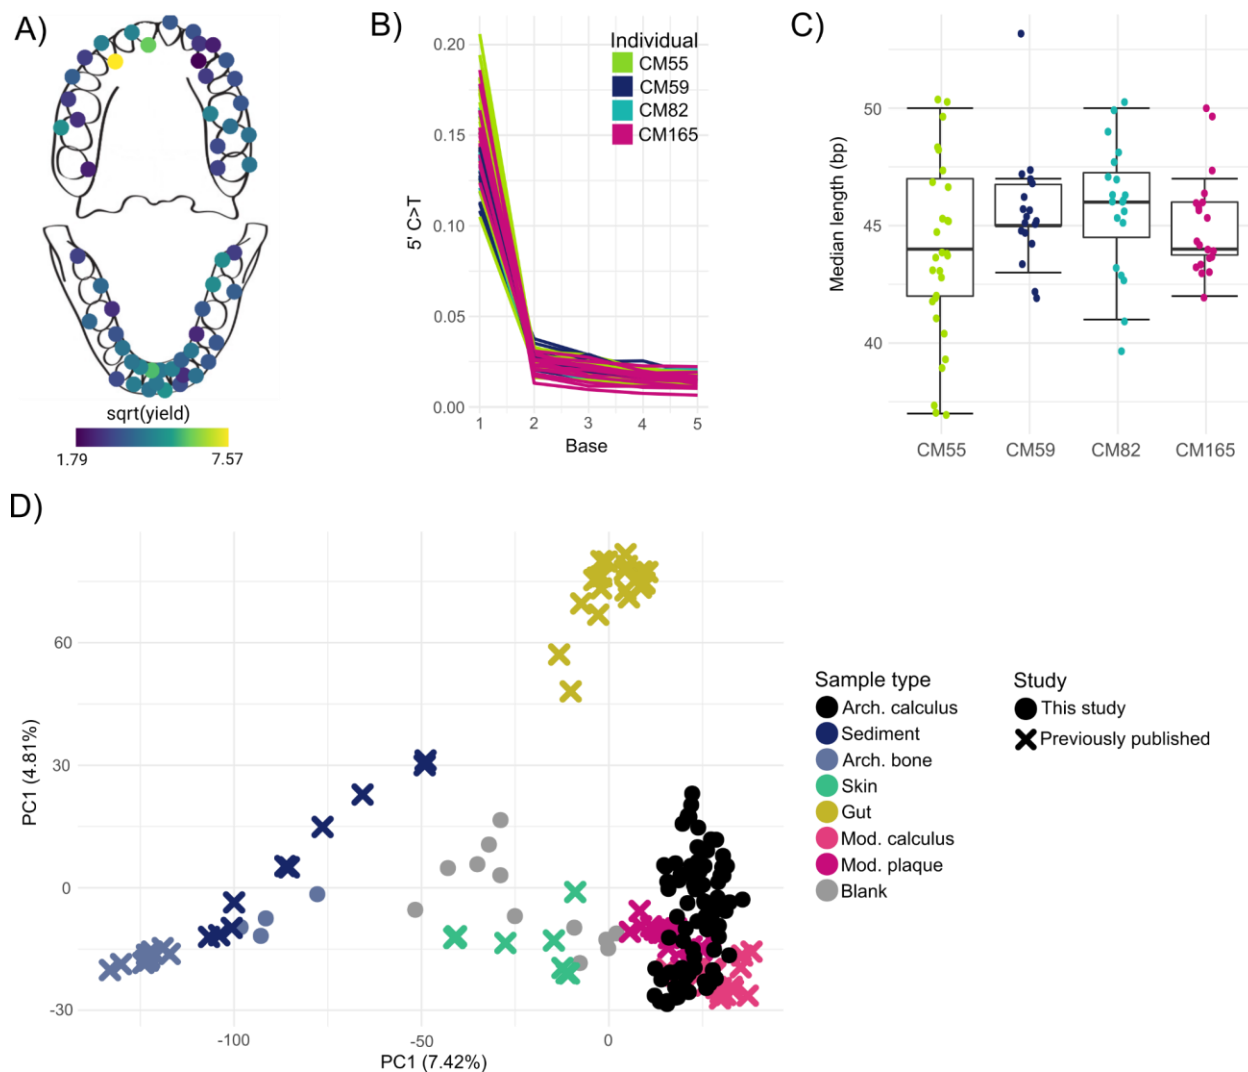 A)
sqrt(yield)
1.79 7.57
B)
0.20
0.15
0.10
0.05
0.00
5' C>T
1 2 3 4 5
Base
Individual
CM55
CM59
CM82
CM165
C)
50
45
40
Median length (bp)
CM55 CM59 CM82 CM165
D)
60
30
0
-30
PC1 (4.81%)
-100 -50 0
PC1 (7.42%)
Sample type
Arch. calculus
Sediment
Arch. bone
Skin
Gut
Mod. calculus
Mod. plaque
Blank
Study
This study
Previously published